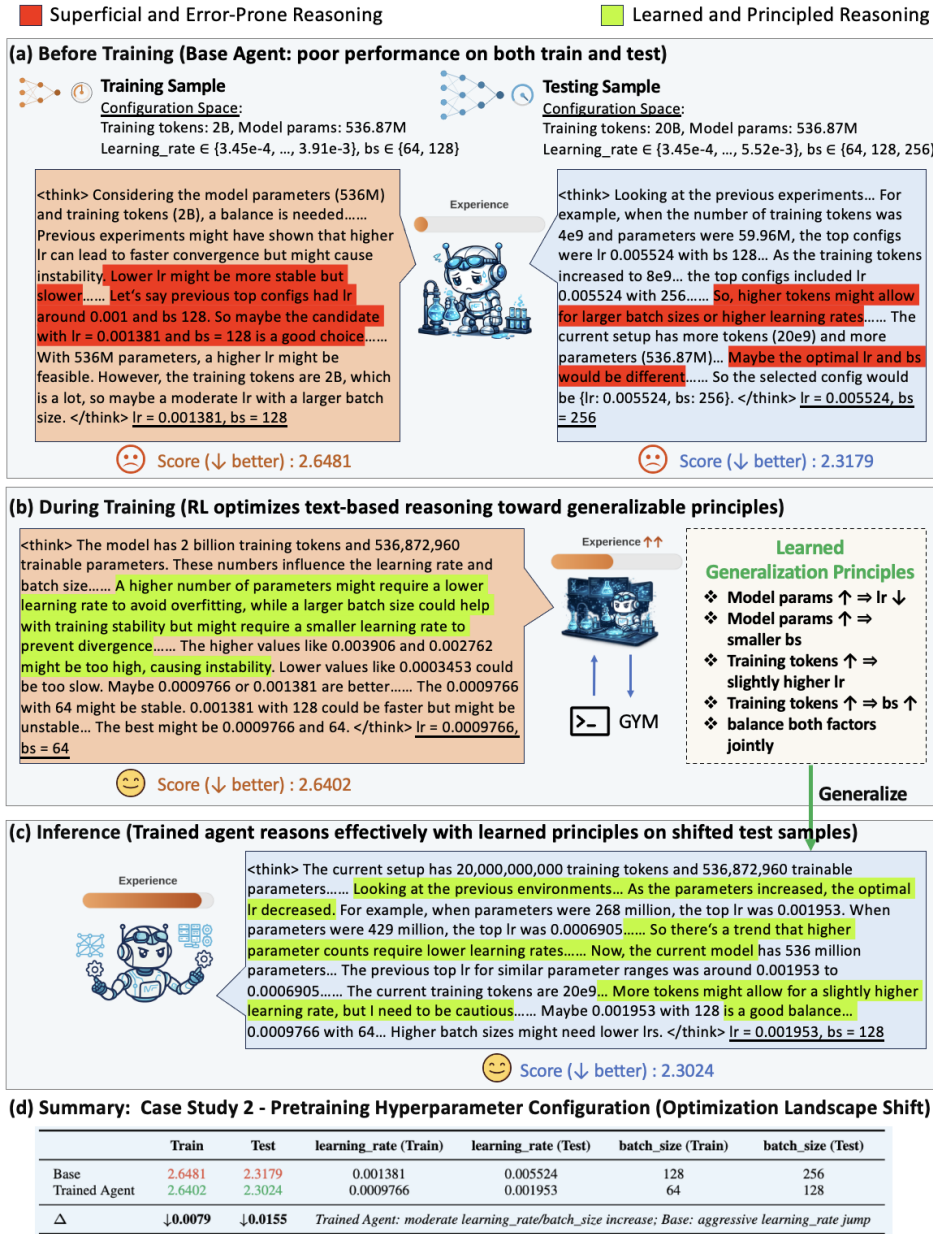 Superficial and Error-Prone Reasoning
Learned and Principled Reasoning
(a) Before Training (Base Agent: poor performance on both train and test)
Training Sample
Configuration Space:
Training tokens: 2B, Model params: 536.87M
Learning_rate ∈ {3.45e-4, …, 3.91e-3}, bs ∈ {64, 128}
Testing Sample
Configuration Space:
Training tokens: 20B, Model params: 536.87M
Learning_rate ∈ {3.45e-4, …, 5.52e-3}, bs ∈ {64, 128, 256}
<think> Considering the model parameters (536M)
and training tokens (2B), a balance is needed……
Previous experiments might have shown that higher
lr can lead to faster convergence but might cause
instability. Lower lr might be more stable but
slower…… Let's say previous top configs had lr
around 0.001 and bs 128. So maybe the candidate
with lr = 0.001381 and bs = 128 is a good choice……
With 536M parameters, a higher lr might be
feasible. However, the training tokens are 2B, which
is a lot, so maybe a moderate lr with a larger batch
size. </think> lr = 0.001381, bs = 128
Score (↓ better) : 2.6481
Experience
<think> Looking at the previous experiments… For
example, when the number of training tokens was
4e9 and parameters were 59.96M, the top configs
were lr 0.005524 with bs 128… As the training tokens
increased to 8e9… the top configs included lr
0.005524 with 256…… So, higher tokens might allow
for larger batch sizes or higher learning rates…… The
current setup has more tokens (20e9) and more
parameters (536.87M)… Maybe the optimal lr and bs
would be different…… So the selected config would
be {lr: 0.005524, bs: 256}. </think> lr = 0.005524, bs
= 256
Score (↓ better) : 2.3179
(b) During Training (RL optimizes text-based reasoning toward generalizable principles)
<think> The model has 2 billion training tokens and 536,872,960
trainable parameters. These numbers influence the learning rate and
batch size…… A higher number of parameters might require a lower
learning rate to avoid overfitting, while a larger batch size could help
with training stability but might require a smaller learning rate to
prevent divergence…… The higher values like 0.003906 and 0.002762
might be too high, causing instability. Lower values like 0.0003453 could
be too slow. Maybe 0.0009766 or 0.001381 are better…… The 0.0009766
with 64 might be stable. 0.001381 with 128 could be faster but might be
unstable… The best might be 0.0009766 and 64. </think> lr = 0.0009766,
bs = 64
Score (↓ better) : 2.6402
Experience ↑↑
GYM
Learned
Generalization Principles
❖ Model params ↑ ⇒ lr ↓
❖ Model params ↑ ⇒
smaller bs
❖ Training tokens ↑ ⇒
slightly higher lr
❖ Training tokens ↑ ⇒ bs ↑
❖ balance both factors
jointly
Generalize
(c) Inference (Trained agent reasons effectively with learned principles on shifted test samples)
Experience
<think> The current setup has 20,000,000,000 training tokens and 536,872,960 trainable
parameters…… Looking at the previous environments… As the parameters increased, the optimal
lr decreased. For example, when parameters were 268 million, the top lr was 0.001953. When
parameters were 429 million, the top lr was 0.0006905…… So there's a trend that higher
parameter counts require lower learning rates…… Now, the current model has 536 million
parameters… The previous top lr for similar parameter ranges was around 0.001953 to
0.0006905…… The current training tokens are 20e9… More tokens might allow for a slightly higher
learning rate, but I need to be cautious…… Maybe 0.001953 with 128 is a good balance…
0.0009766 with 64… Higher batch sizes might need lower lrs. </think> lr = 0.001953, bs = 128
Score (↓ better) : 2.3024
(d) Summary: Case Study 2 - Pretraining Hyperparameter Configuration (Optimization Landscape Shift)
Train Test learning_rate (Train) learning_rate (Test) batch_size (Train) batch_size (Test)
Base 2.6481 2.3179 0.001381 0.005524 128 256
Trained Agent 2.6402 2.3024 0.0009766 0.001953 64 128
Δ ↓0.0079 ↓0.0155 Trained Agent: moderate learning_rate/batch_size increase; Base: aggressive learning_rate jump